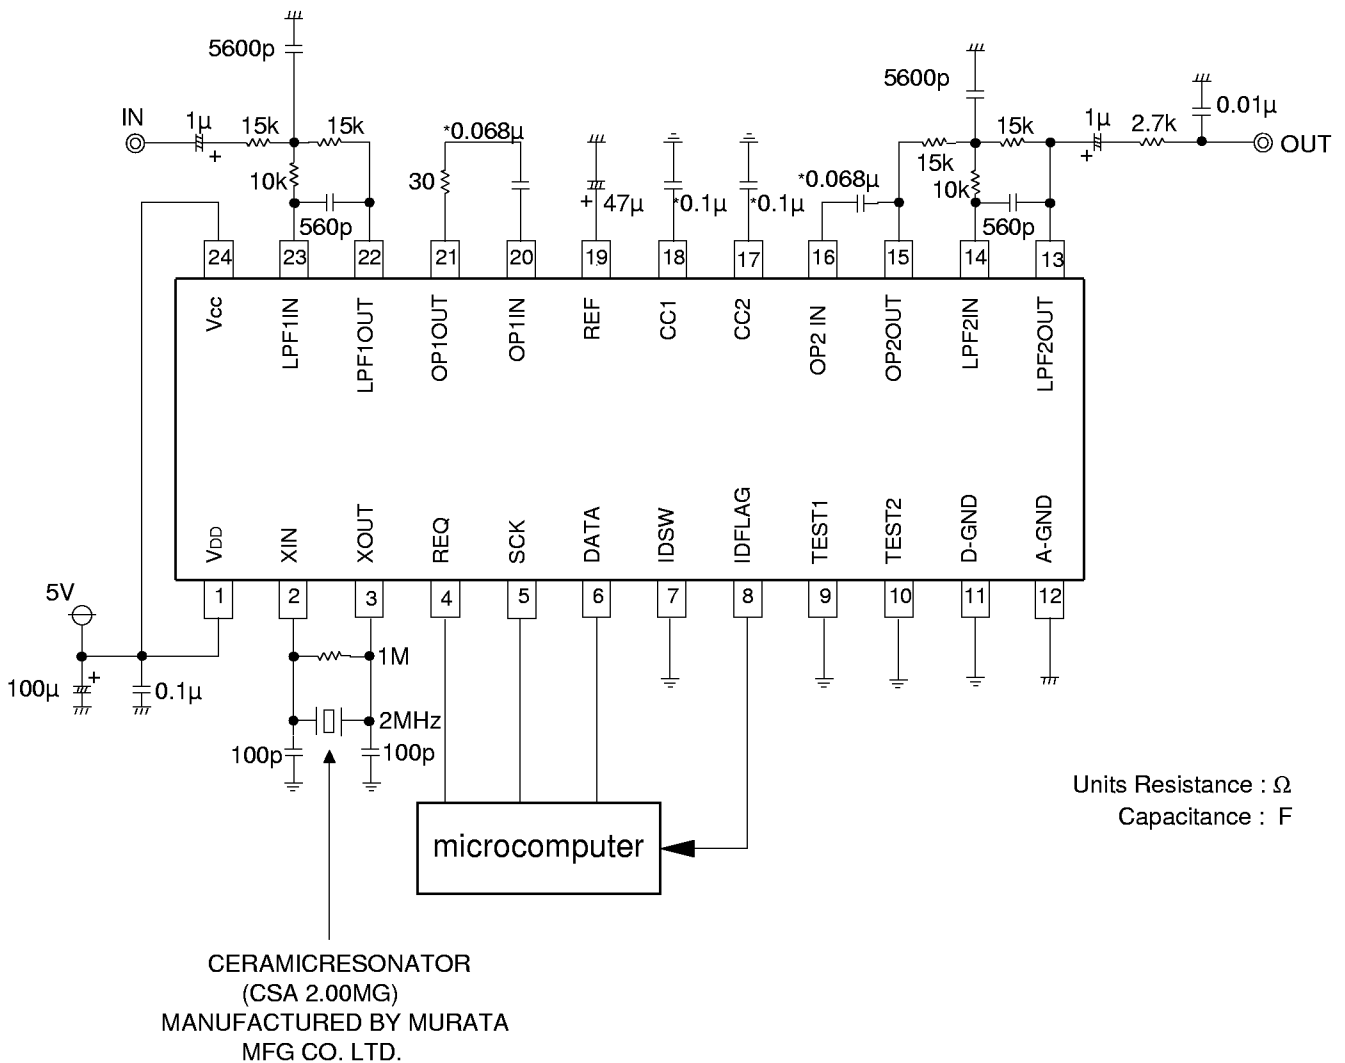 5600p
IN
1µ
+
15k
15k
10k
560p
*0.068µ
30
+
47µ
*0.1µ
*0.1µ
*0.068µ
5600p
15k
15k
10k
560p
1µ
+
2.7k
0.01µ
OUT
24
23
22
21
20
19
18
17
16
15
14
13
Vcc
LPF1IN
LPF1OUT
OP1OUT
OP1IN
REF
CC1
CC2
OP2 IN
OP2OUT
LPF2IN
LPF2OUT
VDD
XIN
XOUT
REQ
SCK
DATA
IDSW
IDFLAG
TEST1
TEST2
D-GND
A-GND
1
2
3
4
5
6
7
8
9
10
11
12
5V
100µ
+
0.1µ
1M
2MHz
100p
100p
microcomputer
Units Resistance : Ω
Capacitance : F
CERAMICRESONATOR
(CSA 2.00MG)
MANUFACTURED BY MURATA
MFG CO. LTD.